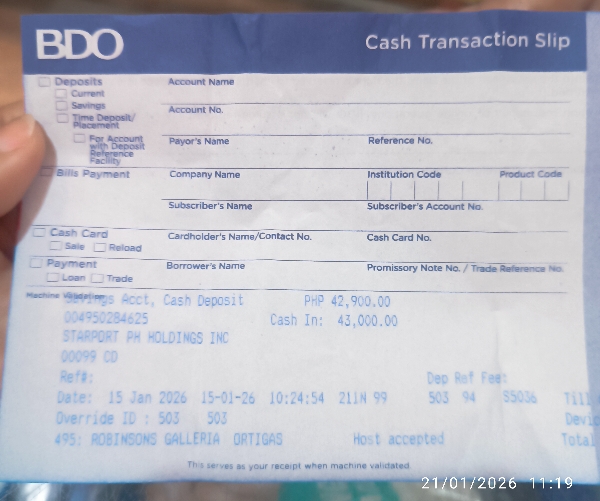 BDO Cash Transaction Slip
Deposits
Current
Savings
Time Deposit/
Placement
For Account
with Deposit
Reference
Facility
Account Name
Account No.
Payor's Name Reference No.
Bills Payment Company Name Institution Code Product Code
Subscriber's Name Subscriber's Account No.
Cash Card Cardholder's Name/Contact No. Cash Card No.
Sale Reload
Payment Borrower's Name Promissory Note No. / Trade Reference No.
Loan Trade
Machine Validation
Savings Acct, Cash Deposit PHP 42,900.00
004950284625 Cash In: 43,000.00
STARPORT PH HOLDINGS INC
00099 CD
Ref#: Dep Ref Fee:
Date: 15 Jan 2026 15-01-26 10:24:54 211N 99 503 94 S5036 Till
Override ID : 503 503
495: ROBINSONS GALLERIA ORTIGAS Host accepted Total
This serves as your receipt when machine validated
21/01/2026 11:19